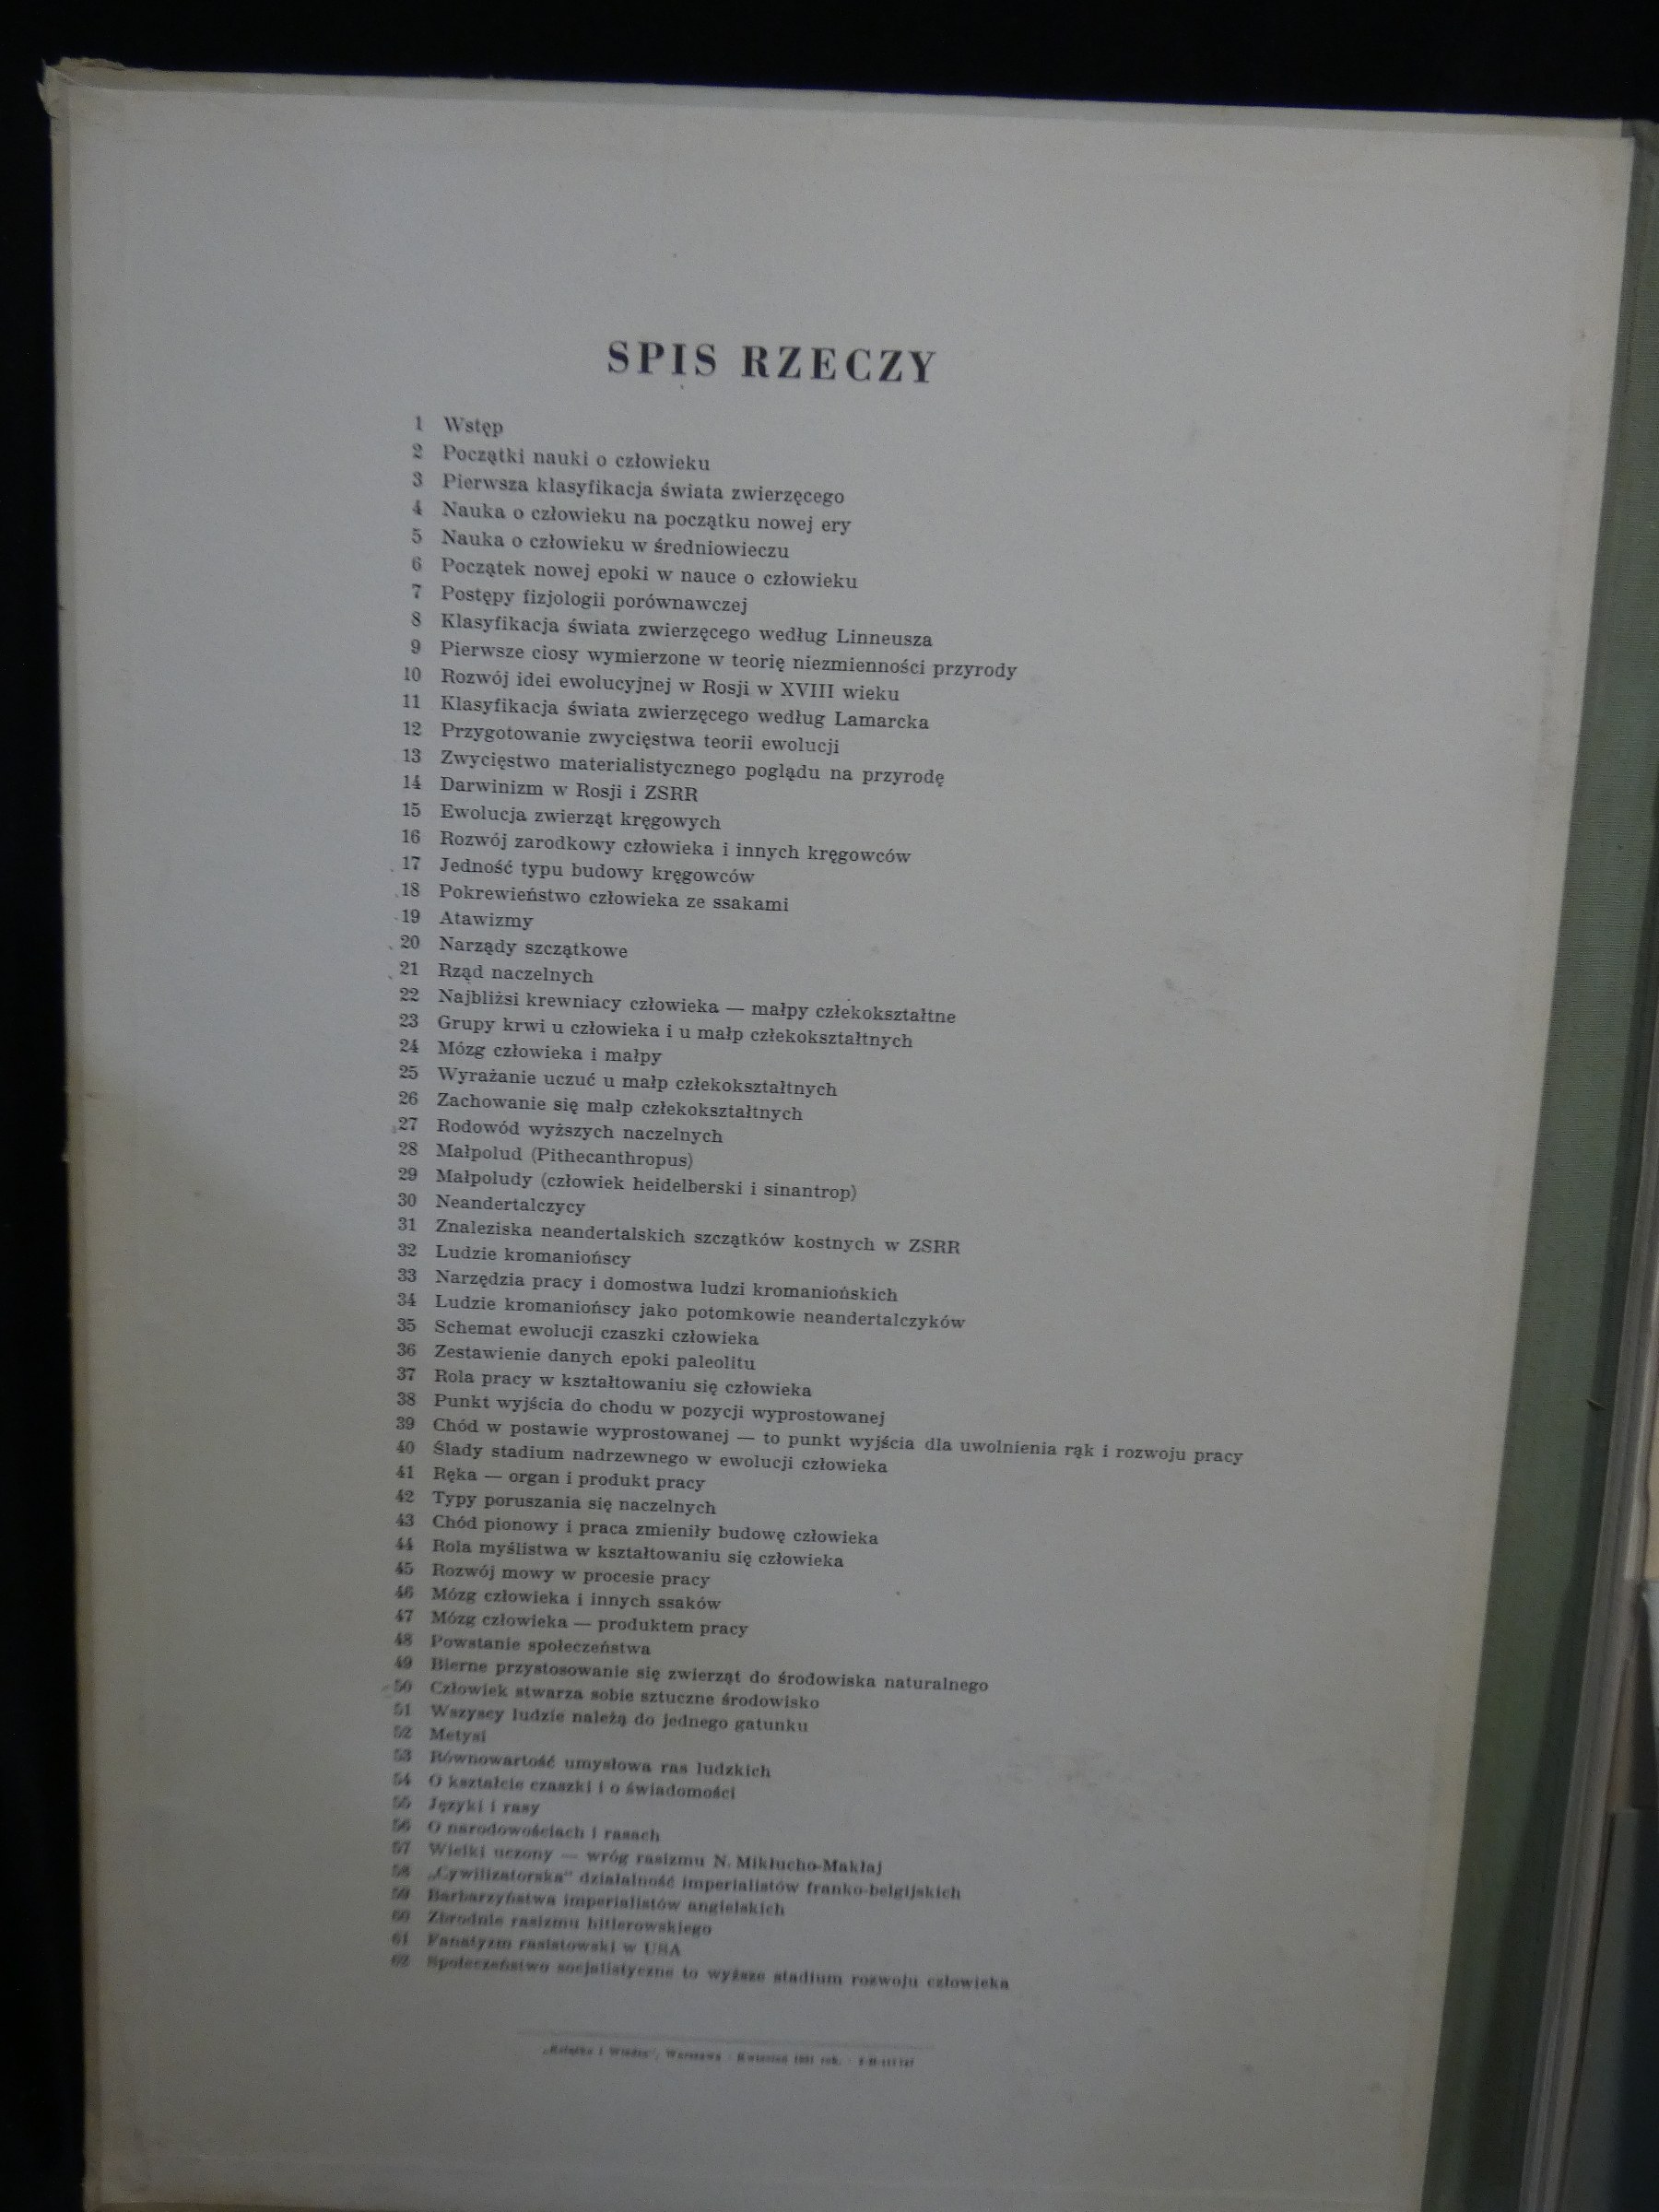 SPIS RZECZY
1 Wstęp
2 Początki nauki o człowieku
3 Pierwsza klasyfikacja świata zwierzęcego
4 Nauka o człowieku na początku nowej ery
5 Nauka o człowieku w średniowieczu
6 Początek nowej epoki w nauce o człowieku
7 Postępy fizjologii porównawczej
8 Klasyfikacja świata zwierzęcego według Linneusza
9 Pierwsze ciosy wymierzone w teorię niezmienności przyrody
10 Rozwój idei ewolucyjnej w Rosji w XVIII wieku
11 Klasyfikacja świata zwierzęcego według Lamarcka
12 Przygotowanie zwycięstwa teorii ewolucji
13 Zwycięstwo materialistycznego poglądu na przyrodę
14 Darwinizm w Rosji i ZSRR
15 Ewolucja zwierząt kręgowych
16 Rozwój zarodkowy człowieka i innych kręgowców
17 Jedność typu budowy kręgowców
18 Pokrewieństwo człowieka ze ssakami
19 Atawizmy
20 Narządy szczątkowe
21 Rząd naczelnych
22 Najbliżsi krewniacy człowieka — małpy człekokształtne
23 Grupy krwi u człowieka i u małp człekokształtnych
24 Mózg człowieka i małpy
25 Wyrażanie uczuć u małp człekokształtnych
26 Zachowanie się małp człekokształtnych
27 Rodowód wyższych naczelnych
28 Małpolud (Pithecanthropus)
29 Małpoludy (człowiek heidelberski i sinantrop)
30 Neandertalczycy
31 Znaleziska neandertalskich szczątków kostnych w ZSRR
32 Ludzie kromaniońscy
33 Narzędzia pracy i domostwa ludzi kromaniońskich
34 Ludzie kromaniońscy jako potomkowie neandertalczyków
35 Schemat ewolucji czaszki człowieka
36 Zestawienie danych epoki paleolitu
37 Rola pracy w kształtowaniu się człowieka
38 Punkt wyjścia do chodu w pozycji wyprostowanej
39 Chód w postawie wyprostowanej — to punkt wyjścia dla uwolnienia rąk i rozwoju pracy
40 Ślady stadium nadrzewnego w ewolucji człowieka
41 Ręka — organ i produkt pracy
42 Typy poruszania się naczelnych
43 Chód pionowy i praca zmieniły budowę człowieka
44 Rola myślistwa w kształtowaniu się człowieka
45 Rozwój mowy w procesie pracy
46 Mózg człowieka i innych ssaków
47 Mózg człowieka — produktem pracy
48 Powstanie społeczeństwa
49 Bierne przystosowanie się zwierząt do środowiska naturalnego
50 Człowiek stwarza sobie sztuczne środowisko
51 Wszyscy ludzie należą do jednego gatunku
52 Metysi
53 Równowartość umysłowa ras ludzkich
54 O kształcie czaszki i o świadomości
55 Języki i rasy
56 O narodowościach i rasach
57 Wielki uczony — wróg rasizmu N. Mikłucho-Makłaj
58 „Cywilizatorska" działalność imperialistów franko-belgijskich
59 Barbarzyństwa imperialistów angielskich
60 Zbrodnie rasizmu hitlerowskiego
61 Fanatyzm rasistowski w USA
62 Społeczeństwo socjalistyczne to wyższe stadium rozwoju człowieka
„Książka i Wiedza", Warszawa Kwiecień 1951 rok.